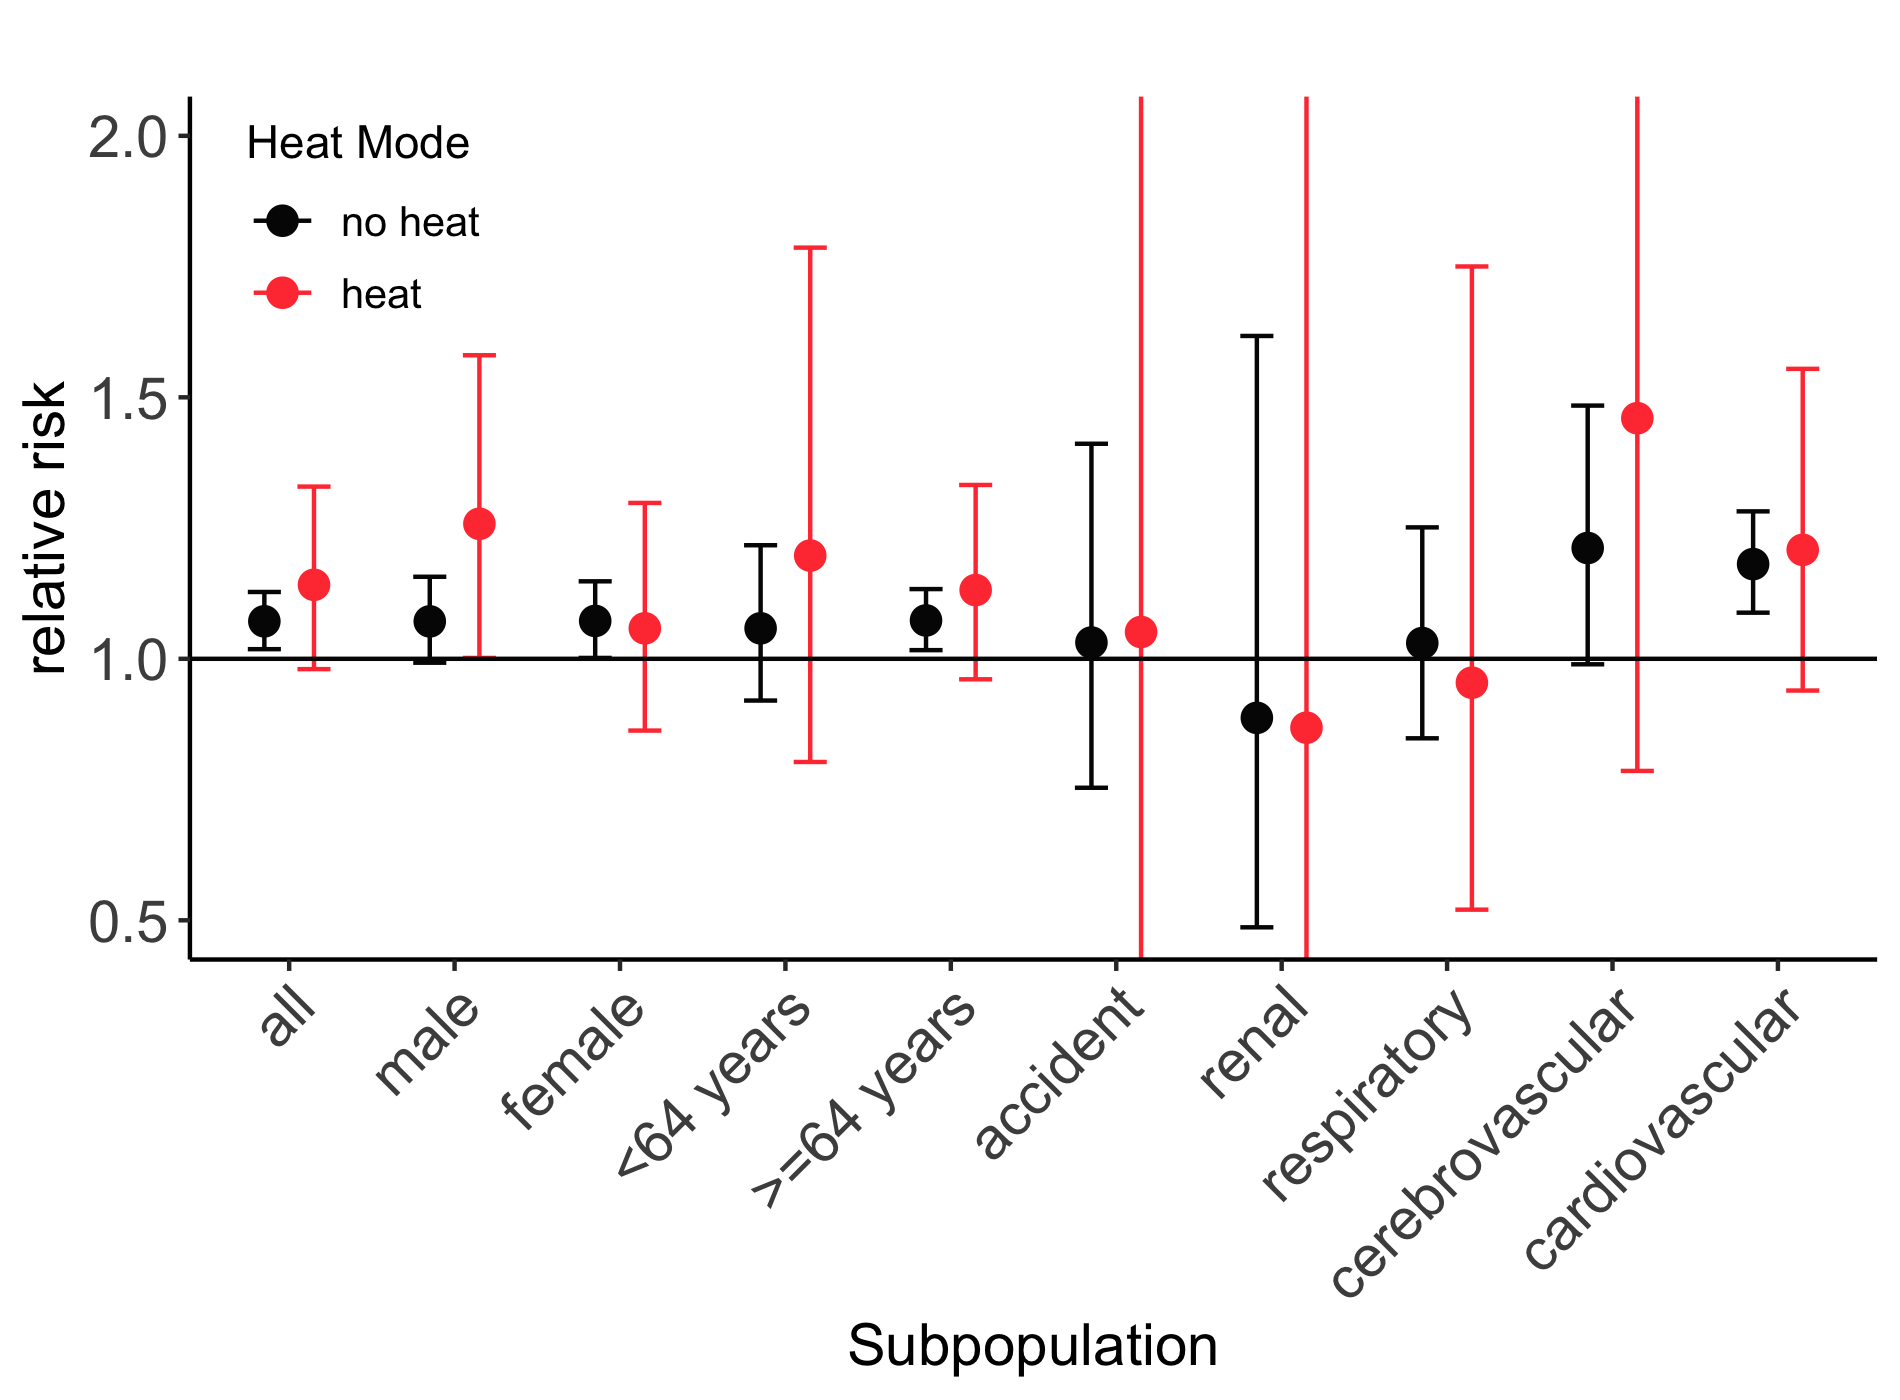 Heat Mode
no heat
heat
relative risk
2.0
1.5
1.0
0.5
all
male
female
<64 years
>=64 years
accident
renal
respiratory
cerebrovascular
cardiovascular
Subpopulation